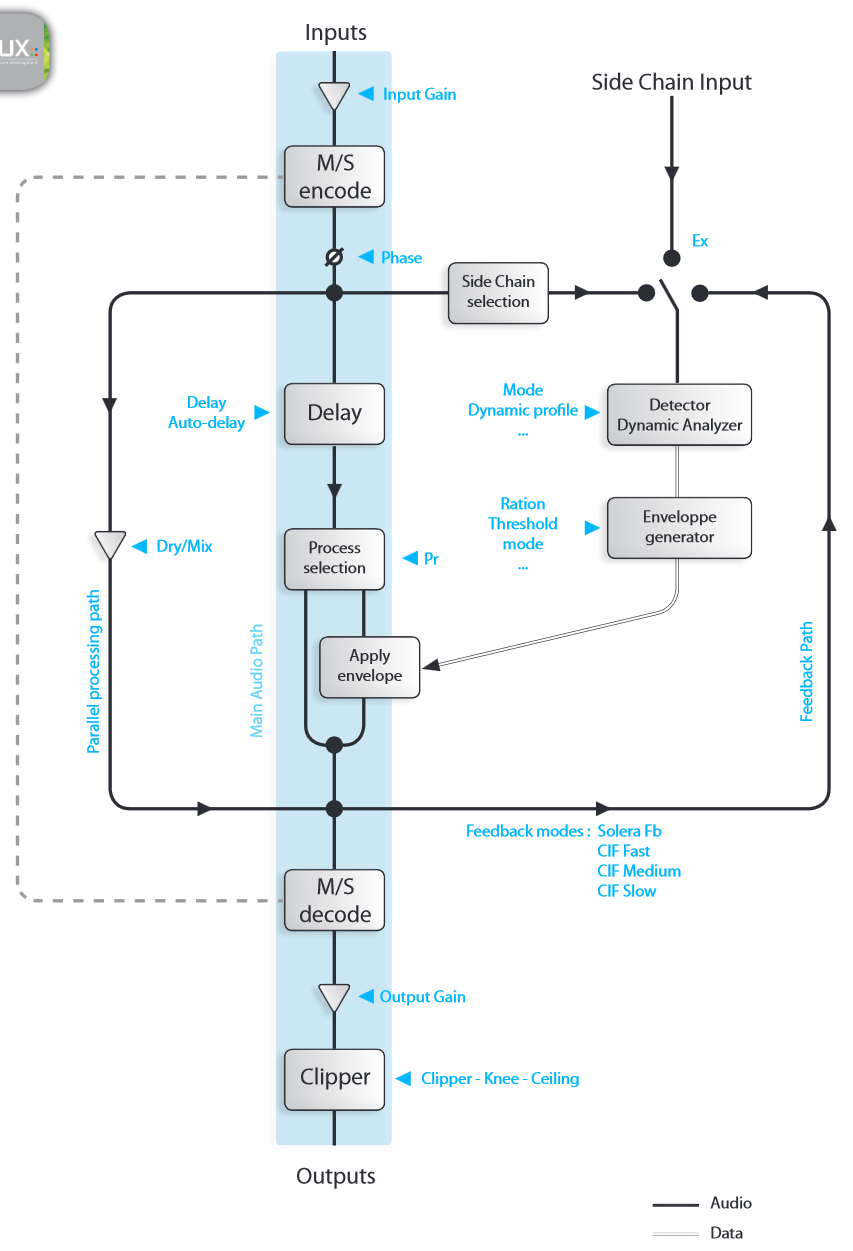 Inputs
UX
Side Chain Input
Input Gain
M/S
encode
Ex
Phase
Side Chain
selection
Delay
Auto-delay
Delay
Mode
Dynamic profile
...
Detector
Dynamic Analyzer
Ration
Threshold
mode
...
Enveloppe
generator
Dry/Mix
Process
selection
Pr
Parallel processing path
Main Audio Path
Apply
envelope
Feedback Path
Feedback modes : Solera Fb
CIF Fast
CIF Medium
CIF Slow
M/S
decode
Output Gain
Clipper
Clipper - Knee - Ceiling
Outputs
Audio
Data